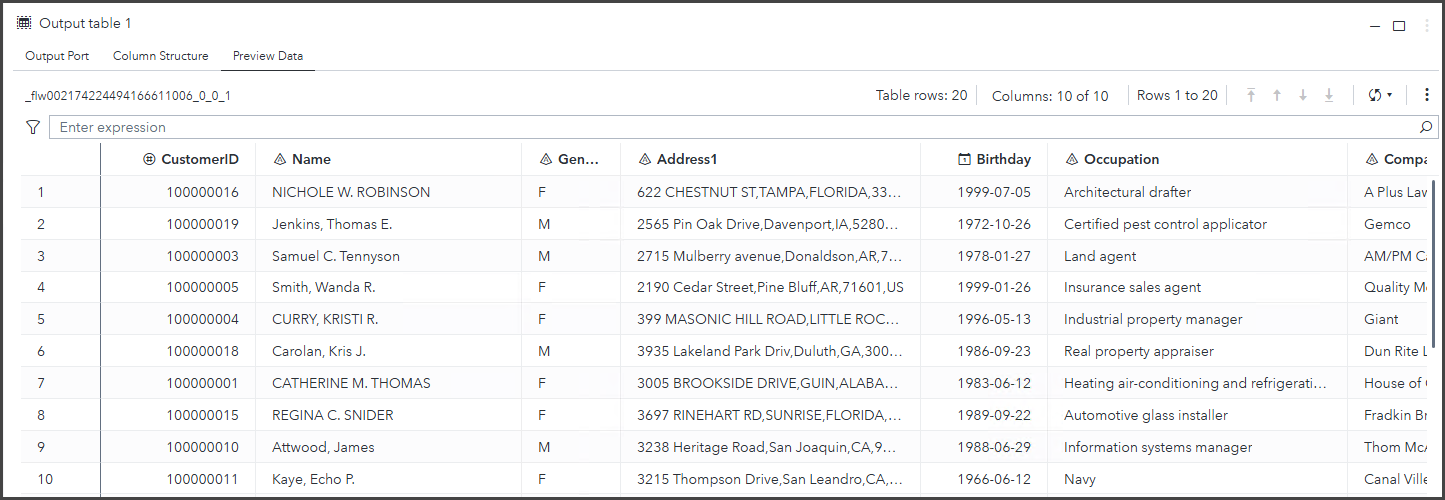 Output table 1
Output Port Column Structure Preview Data
_flw002174224494166611006_0_0_1 Table rows: 20 Columns: 10 of 10 Rows 1 to 20
Enter expression
CustomerID Name Gen... Address1 Birthday Occupation Compa
1 100000016 NICHOLE W. ROBINSON F 622 CHESTNUT ST,TAMPA,FLORIDA,33... 1999-07-05 Architectural drafter A Plus Law
2 100000019 Jenkins, Thomas E. M 2565 Pin Oak Drive,Davenport,IA,5280... 1972-10-26 Certified pest control applicator Gemco
3 100000003 Samuel C. Tennyson M 2715 Mulberry avenue,Donaldson,AR,7... 1978-01-27 Land agent AM/PM Ca
4 100000005 Smith, Wanda R. F 2190 Cedar Street,Pine Bluff,AR,71601,US 1999-01-26 Insurance sales agent Quality Me
5 100000004 CURRY, KRISTI R. F 399 MASONIC HILL ROAD,LITTLE ROC... 1996-05-13 Industrial property manager Giant
6 100000018 Carolan, Kris J. M 3935 Lakeland Park Driv,Duluth,GA,300... 1986-09-23 Real property appraiser Dun Rite L
7 100000001 CATHERINE M. THOMAS F 3005 BROOKSIDE DRIVE,GUIN,ALABA... 1983-06-12 Heating air-conditioning and refrigerati... House of
8 100000015 REGINA C. SNIDER F 3697 RINEHART RD,SUNRISE,FLORIDA,... 1989-09-22 Automotive glass installer Fradkin Br
9 100000010 Attwood, James M 3238 Heritage Road,San Joaquin,CA,9... 1988-06-29 Information systems manager Thom McA
10 100000011 Kaye, Echo P. F 3215 Thompson Drive,San Leandro,CA,... 1966-06-12 Navy Canal Ville